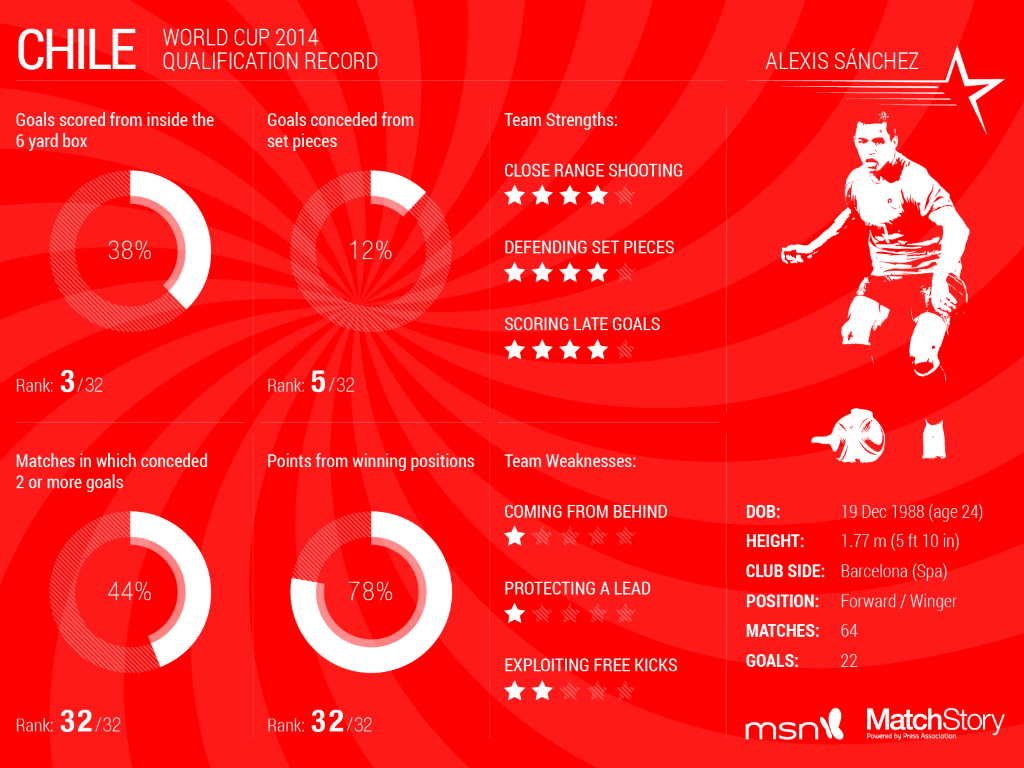 CHILE
WORLD CUP 2014
QUALIFICATION RECORD
ALEXIS SÁNCHEZ
Goals scored from inside the
6 yard box
38%
Rank: 3/32
Goals conceded from
set pieces
12%
Rank: 5/32
Team Strengths:
CLOSE RANGE SHOOTING
DEFENDING SET PIECES
SCORING LATE GOALS
Matches in which conceded
2 or more goals
44%
Rank: 32/32
Points from winning positions
78%
Rank: 32/32
Team Weaknesses:
COMING FROM BEHIND
PROTECTING A LEAD
EXPLOITING FREE KICKS
DOB: 19 Dec 1988 (age 24)
HEIGHT: 1.77 m (5 ft 10 in)
CLUB SIDE: Barcelona (Spa)
POSITION: Forward / Winger
MATCHES: 64
GOALS: 22
msn
MatchStory
Powered by Press Association